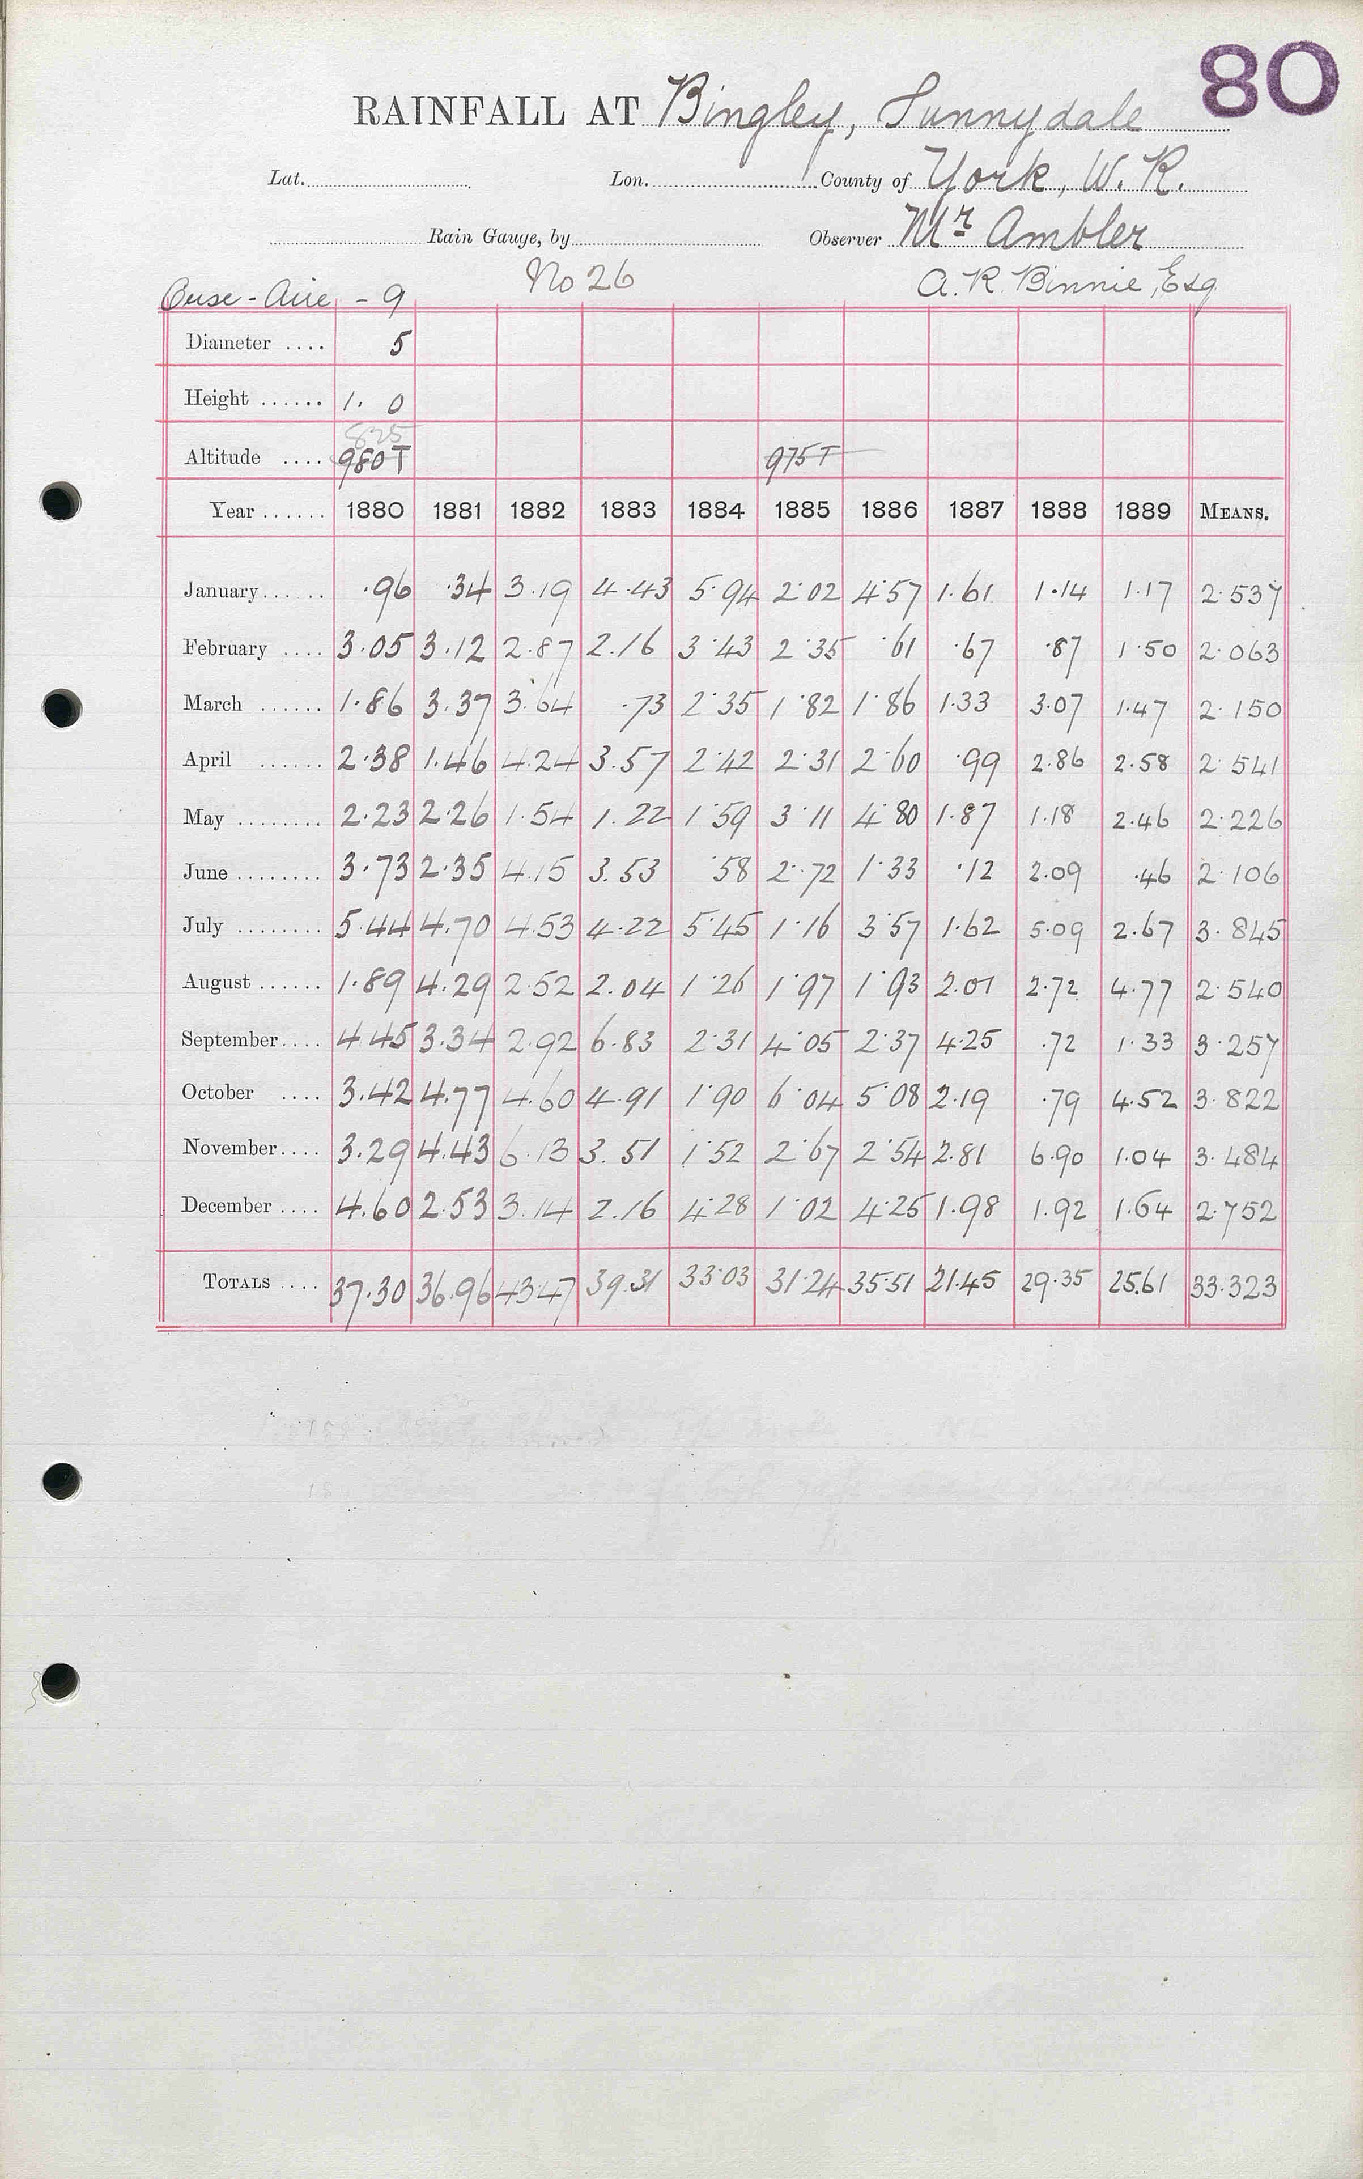 80
RAINFALL AT Bingley, Sunnydale
Lat. Lon. County of York, W. R.
Rain Gauge, by Observer Mr Ambler
Ouse - Aire - 9 No 26 A. R. Binnie, Esq
Diameter .... 5
Height ...... 1. 0
825
Altitude .... 980T 975T
Year ...... 1880 1881 1882 1883 1884 1885 1886 1887 1888 1889 MEANS.
January ...... .96 .34 3.19 4.43 5.94 2.02 4.57 1.61 1.14 1.17 2.537
February .... 3.05 3.12 2.87 2.16 3.43 2.35 .61 .67 .87 1.50 2.063
March ...... 1.86 3.37 3.64 .73 2.35 1.82 1.86 1.33 3.07 1.47 2.150
April ...... 2.38 1.46 4.24 3.57 2.42 2.31 2.60 .99 2.86 2.58 2.541
May ........ 2.23 2.26 1.54 1.22 1.59 3.11 4.80 1.87 1.18 2.46 2.226
June ........ 3.73 2.35 4.15 3.53 .58 2.72 1.33 .12 2.09 .46 2.106
July ........ 5.44 4.70 4.53 4.22 5.45 1.16 3.57 1.62 5.09 2.67 3.845
August ...... 1.89 4.29 2.52 2.04 1.26 1.97 1.93 2.01 2.72 4.77 2.540
September .... 4.45 3.34 2.92 6.83 2.31 4.05 2.37 4.25 .72 1.33 3.257
October .... 3.42 4.77 4.60 4.91 1.90 6.04 5.08 2.19 .79 4.52 3.822
November .... 3.29 4.43 6.13 3.51 1.52 2.67 2.54 2.81 6.90 1.04 3.484
December .... 4.60 2.53 3.14 2.16 4.28 1.02 4.25 1.98 1.92 1.64 2.752
TOTALS .... 37.30 36.96 43.47 39.31 33.03 31.24 35.51 21.45 29.35 25.61 33.323